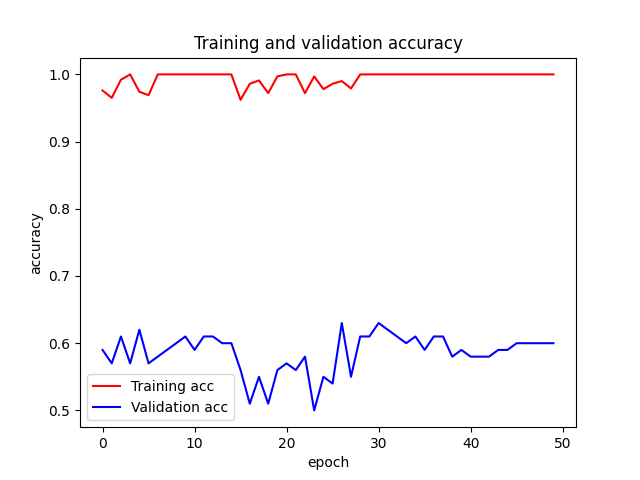 Training and validation accuracy
1.0
0.9
0.8
0.7
0.6
0.5
accuracy
Training acc
Validation acc
0 10 20 30 40 50
epoch